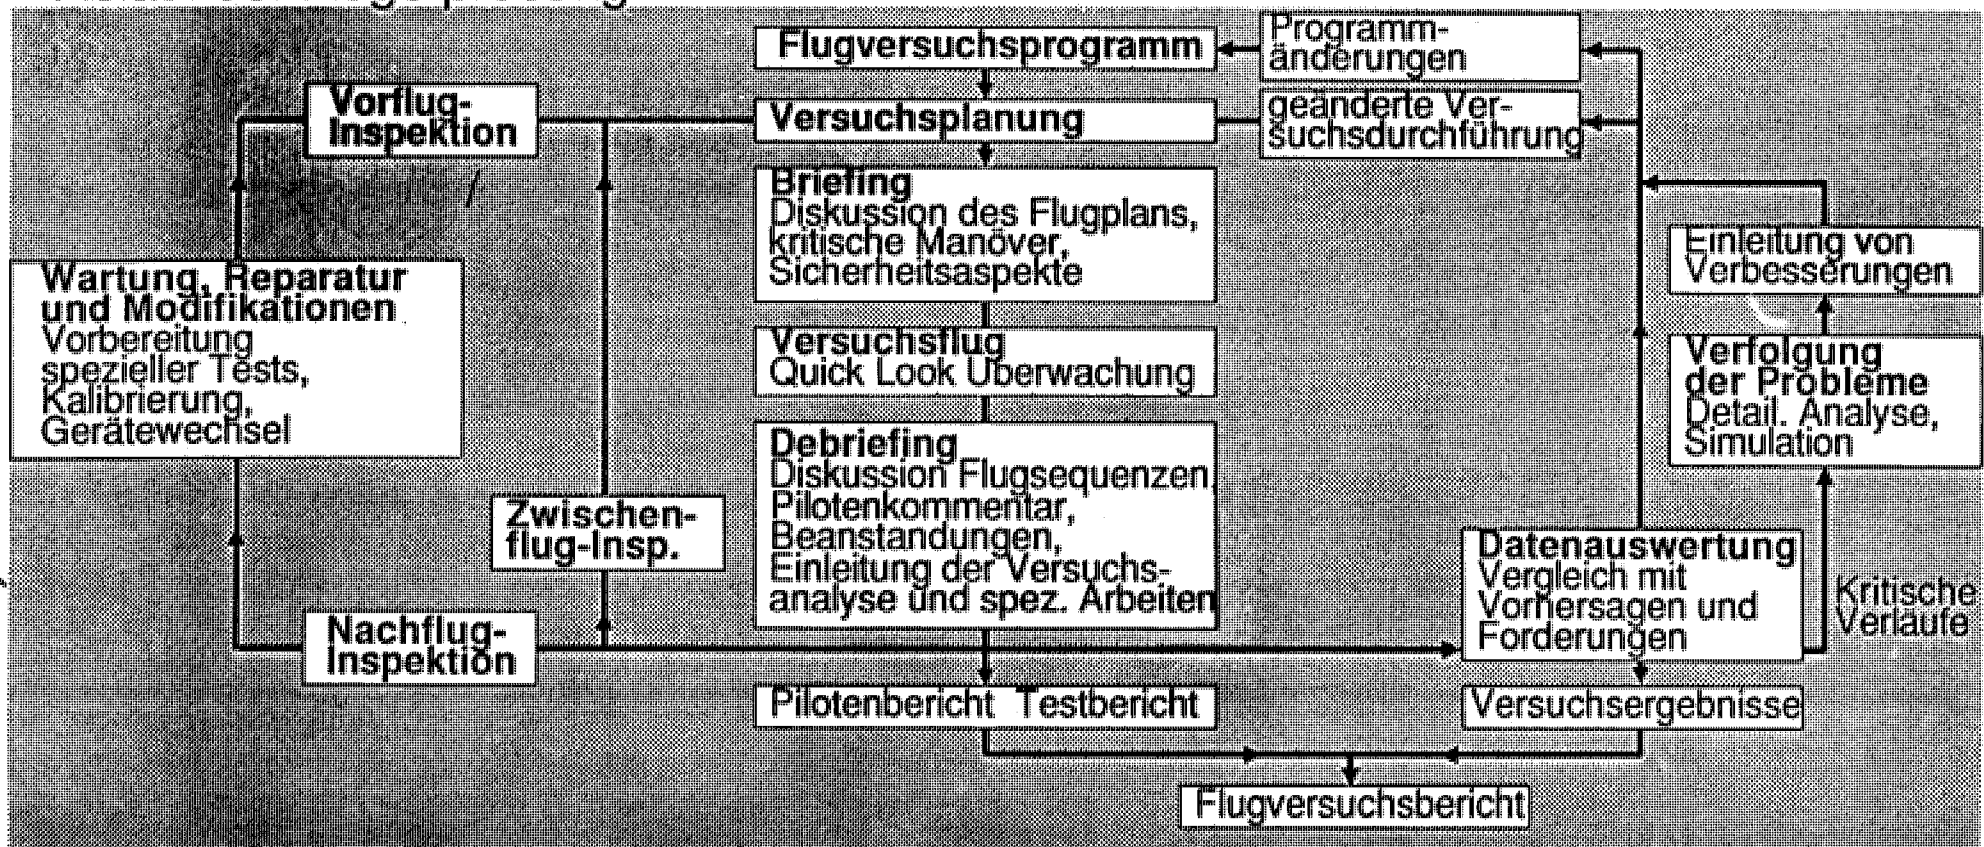 Flugversuchsprogramm
Programm-
änderungen
Vorflug-
Inspektion
Versuchsplanung
geänderte Ver-
suchsdurchführung
Briefing
Diskussion des Flugplans,
kritische Manöver,
Sicherheitsaspekte
Einleitung von
Verbesserungen
Wartung, Reparatur
und Modifikationen
Vorbereitung
spezieller Tests,
Kalibrierung,
Gerätewechsel
Versuchsflug
Quick Look Überwachung
Verfolgung
der Probleme
Detail. Analyse,
Simulation
Debriefing
Diskussion Flugsequenzen,
Pilotenkommentar,
Beanstandungen,
Einleitung der Versuchs-
analyse und spez. Arbeiten
Zwischen-
flug-Insp.
Datenauswertung
Vergleich mit
Vorhersagen und
Forderungen
Kritische
Verläufe
Nachflug-
Inspektion
Pilotenbericht Testbericht
Versuchsergebnisse
Flugversuchsbericht